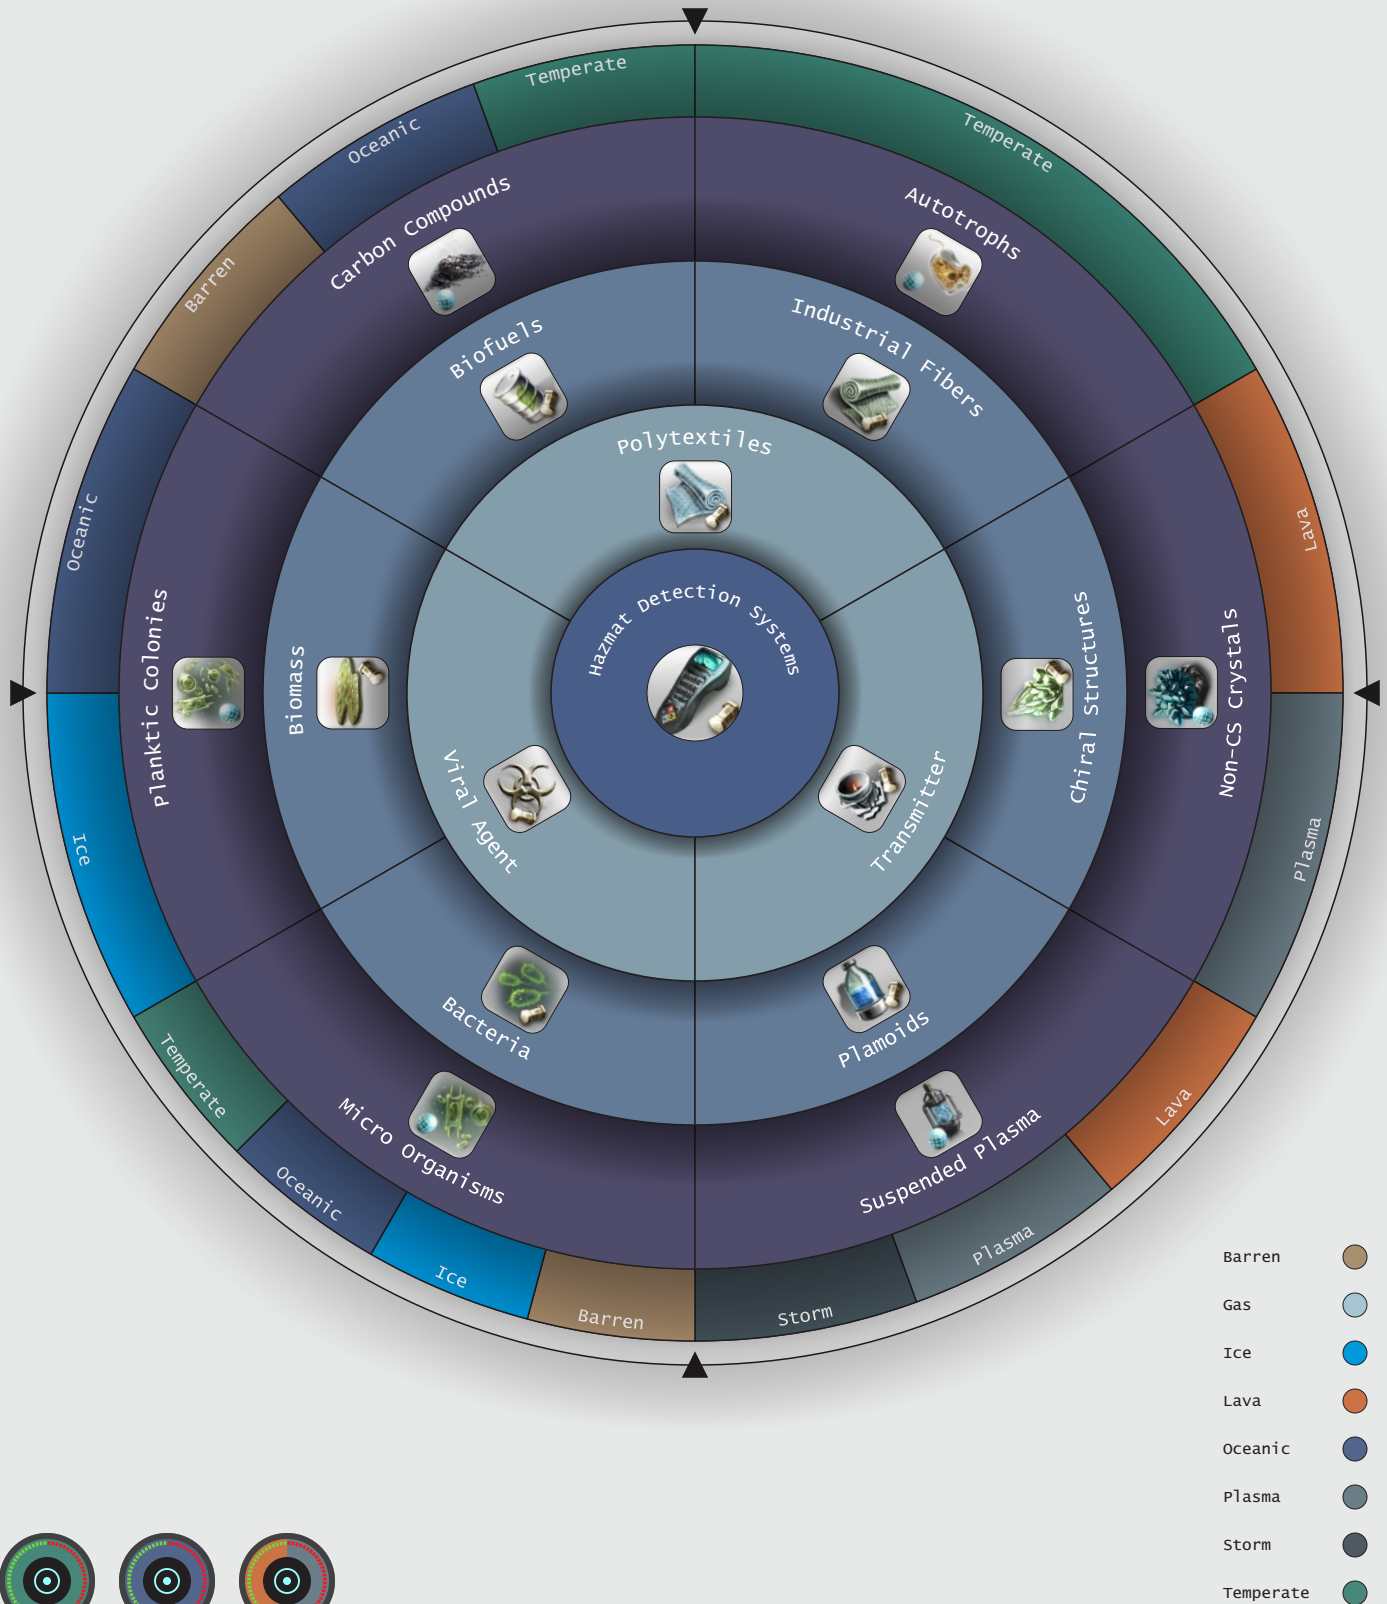 Temperate
Temperate
Oceanic
Barren
Carbon Compounds
Autotrophs
Biofuels
Industrial Fibers
Polytextiles
Oceanic
Lava
Planktic Colonies
Biomass
Hazmat Detection Systems
Chiral Structures
Non-CS Crystals
Viral Agent
Transmitter
Ice
Plasma
Bacteria
Plamoids
Temperate
Lava
Micro Organisms
Suspended Plasma
Oceanic
Plasma
Ice
Barren
Storm
Barren
Gas
Ice
Lava
Oceanic
Plasma
Storm
Temperate